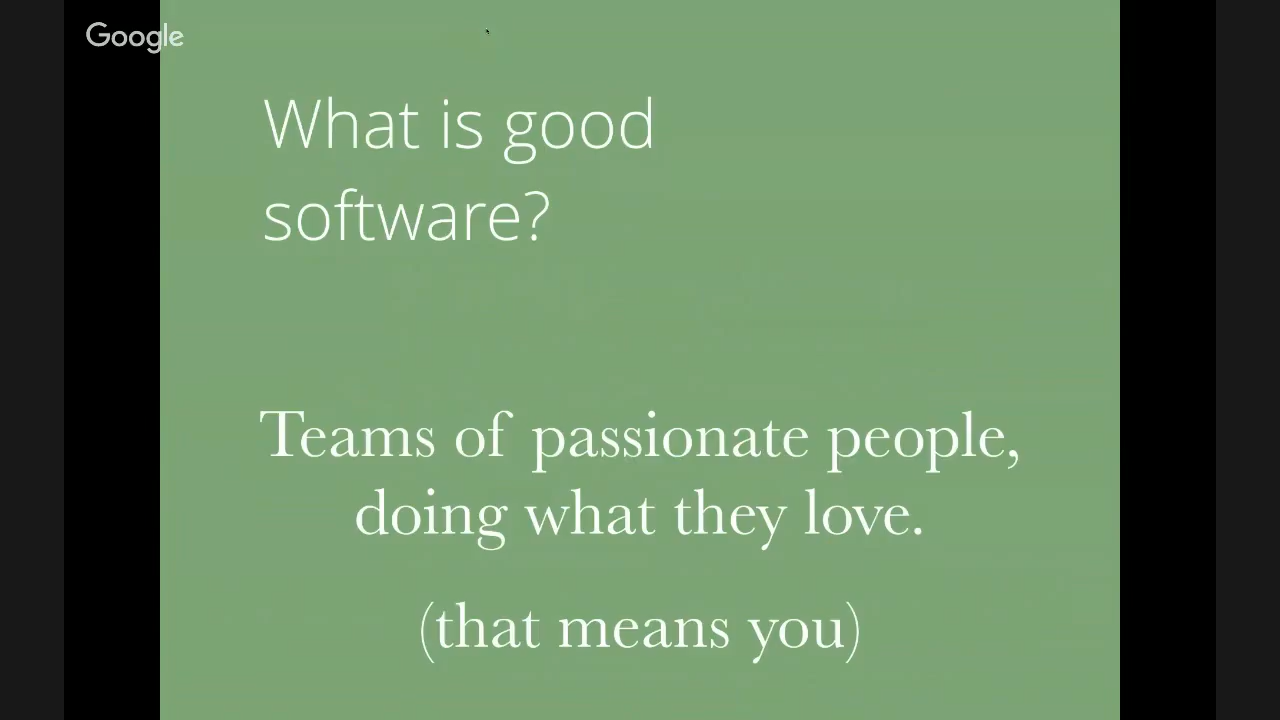 Google
What is good
software?
Teams of passionate people,
doing what they love.
(that means you)